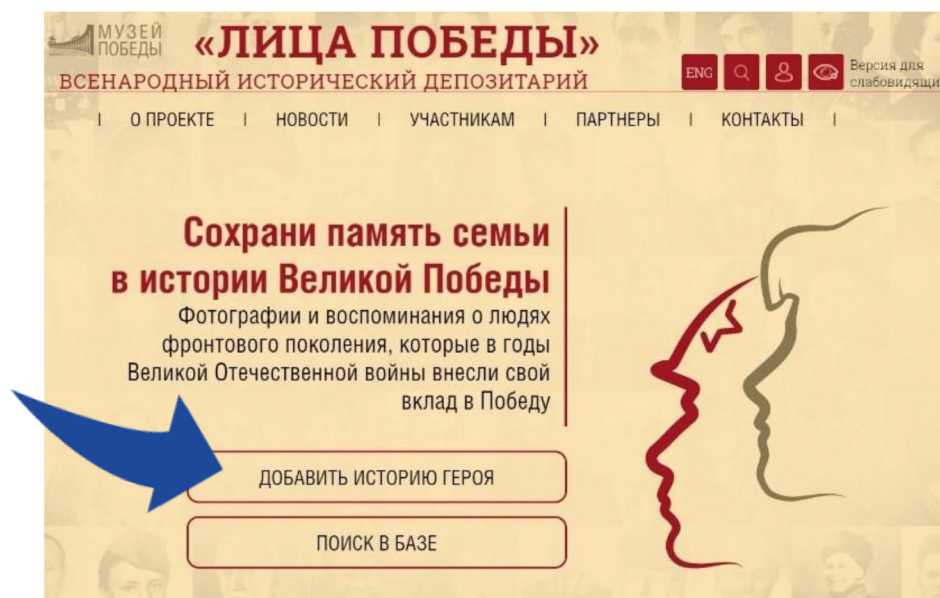 МУЗЕЙ
ПОБЕДЫ
«ЛИЦА ПОБЕДЫ»
ВСЕНАРОДНЫЙ ИСТОРИЧЕСКИЙ ДЕПОЗИТАРИЙ
ENG
Версия для
слабовидящи
О ПРОЕКТЕ | НОВОСТИ | УЧАСТНИКАМ | ПАРТНЕРЫ | КОНТАКТЫ
Сохрани память семьи
в истории Великой Победы
Фотографии и воспоминания о людях
фронтового поколения, которые в годы
Великой Отечественной войны внесли свой
вклад в Победу
ДОБАВИТЬ ИСТОРИЮ ГЕРОЯ
ПОИСК В БАЗЕ